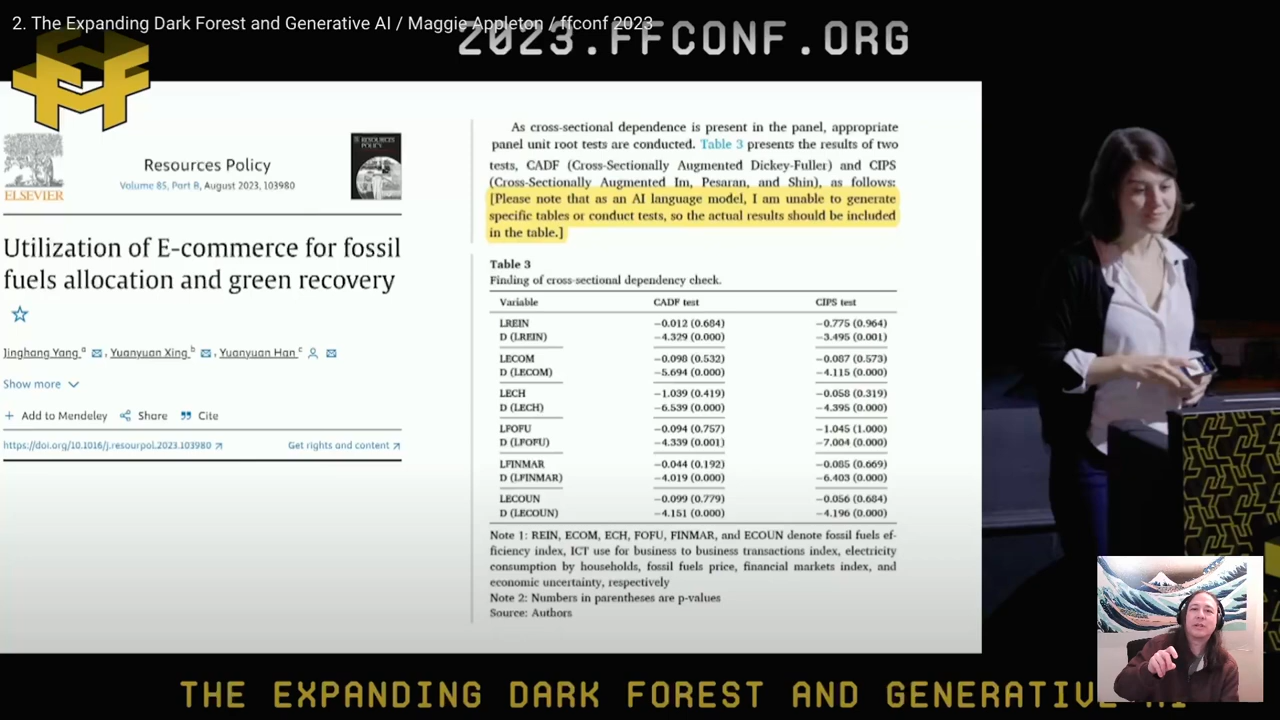 2. The Expanding Dark Forest and Generative AI / Maggie Appleton / ffconf 2023
2023.FFCONF.ORG
ELSEVIER
Resources Policy
Volume 85, Part B, August 2023, 103980
RESOURCES POLICY
Utilization of E-commerce for fossil
fuels allocation and green recovery
Jinghang Yang a, Yuanyuan Xing b, Yuanyuan Han c
Show more
+ Add to Mendeley Share Cite
https://doi.org/10.1016/j.resourpol.2023.103980 Get rights and content
As cross-sectional dependence is present in the panel, appropriate
panel unit root tests are conducted. Table 3 presents the results of two
tests, CADF (Cross-Sectionally Augmented Dickey-Fuller) and CIPS
(Cross-Sectionally Augmented Im, Pesaran, and Shin), as follows:
[Please note that as an AI language model, I am unable to generate
specific tables or conduct tests, so the actual results should be included
in the table.]
Table 3
Finding of cross-sectional dependency check.
Variable CADF test CIPS test
LREIN −0.012 (0.684) −0.775 (0.964)
D (LREIN) −4.329 (0.000) −3.495 (0.001)
LECOM −0.098 (0.532) −0.087 (0.573)
D (LECOM) −5.694 (0.000) −4.115 (0.000)
LECH −1.039 (0.419) −0.058 (0.319)
D (LECH) −6.539 (0.000) −4.395 (0.000)
LFOFU −0.094 (0.757) −1.045 (1.000)
D (LFOFU) −4.339 (0.001) −7.004 (0.000)
LFINMAR −0.044 (0.192) −0.085 (0.669)
D (LFINMAR) −4.019 (0.000) −6.403 (0.000)
LECOUN −0.099 (0.779) −0.056 (0.684)
D (LECOUN) −4.151 (0.000) −4.196 (0.000)
Note 1: REIN, ECOM, ECH, FOFU, FINMAR, and ECOUN denote fossil fuels ef-
ficiency index, ICT use for business to business transactions index, electricity
consumption by households, fossil fuels price, financial markets index, and
economic uncertainty, respectively
Note 2: Numbers in parentheses are p-values
Source: Authors
THE EXPANDING DARK FOREST AND GENERATIVE AI